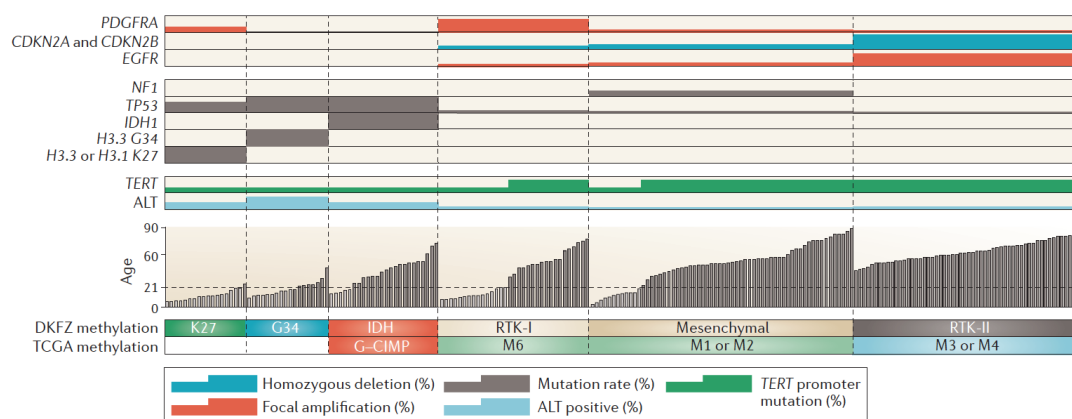 PDGFRA
CDKN2A and CDKN2B
EGFR
NF1
TP53
IDH1
H3.3 G34
H3.3 or H3.1 K27
TERT
ALT
90
60
21
0
Age
DKFZ methylation K27 G34 IDH RTK-I Mesenchymal RTK-II
TCGA methylation G–CIMP M6 M1 or M2 M3 or M4
Homozygous deletion (%) Mutation rate (%) TERT promoter
mutation (%)
Focal amplification (%) ALT positive (%)